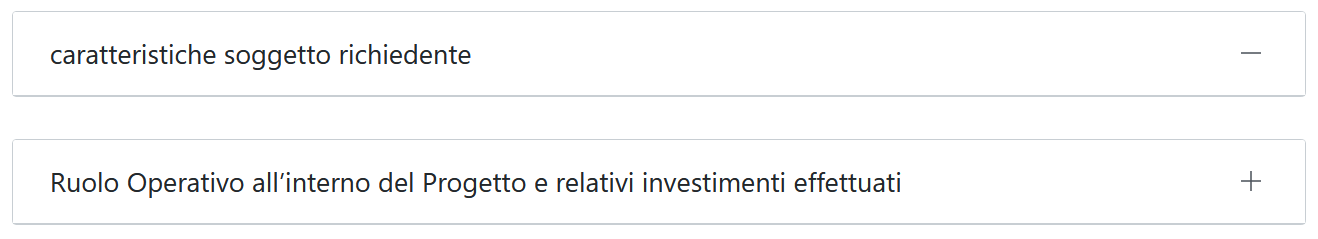 caratteristiche soggetto richiedente
Ruolo Operativo all’interno del Progetto e relativi investimenti effettuati